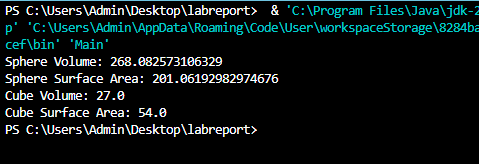 PS C:\Users\Admin\Desktop\labreport>  & 'C:\Program Files\Java\jdk-2
p' 'C:\Users\Admin\AppData\Roaming\Code\User\workspaceStorage\8284ba
cef\bin' 'Main'
Sphere Volume: 268.082573106329
Sphere Surface Area: 201.06192982974676
Cube Volume: 27.0
Cube Surface Area: 54.0
PS C:\Users\Admin\Desktop\labreport>